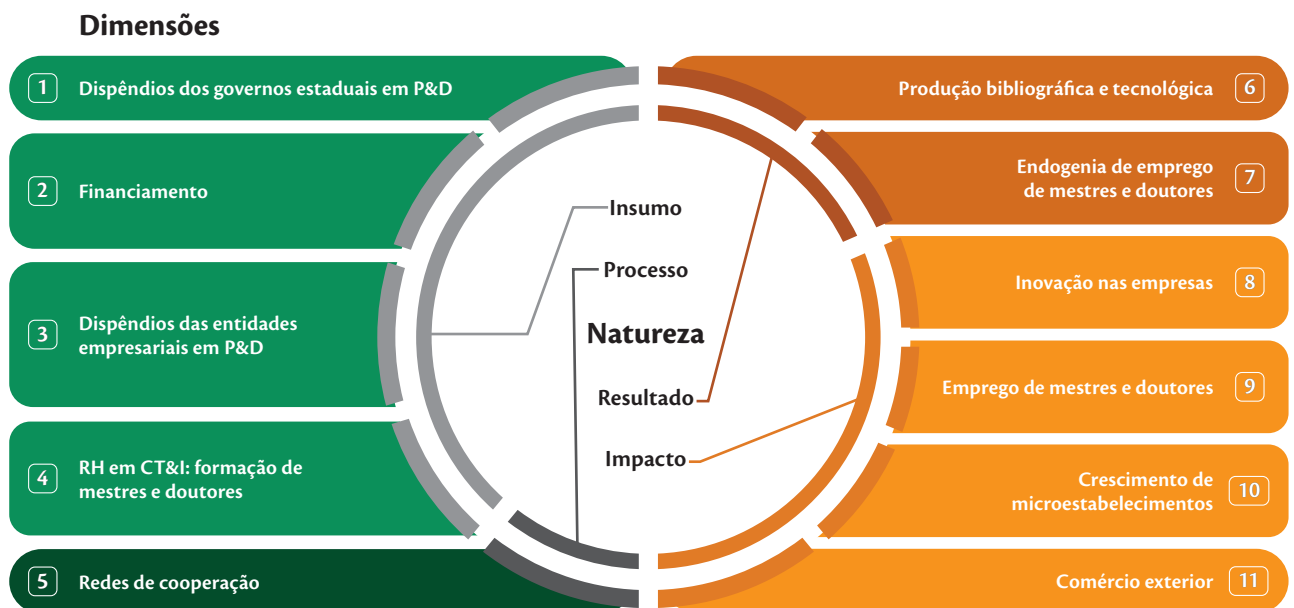 Dimensões
1 Dispêndios dos governos estaduais em P&D
2 Financiamento
3 Dispêndios das entidades
empresariais em P&D
4 RH em CT&I: formação de
mestres e doutores
5 Redes de cooperação
Insumo
Processo
Natureza
Resultado
Impacto
Produção bibliográfica e tecnológica 6
Endogenia de emprego
de mestres e doutores 7
Inovação nas empresas 8
Emprego de mestres e doutores 9
Crescimento de
microestabelecimentos 10
Comércio exterior 11